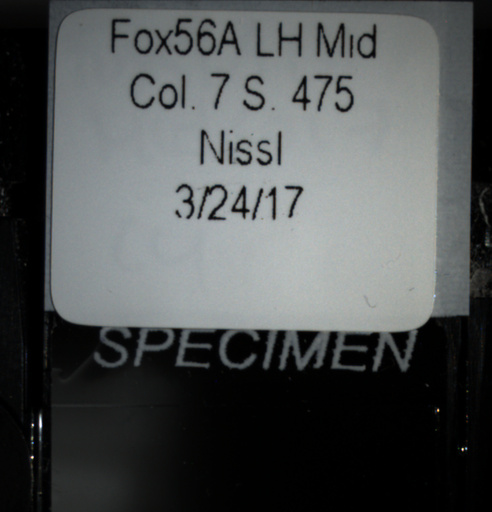 Fox56A LH Mid
Col. 7 S. 475
Nissl
3/24/17
SPECIMEN